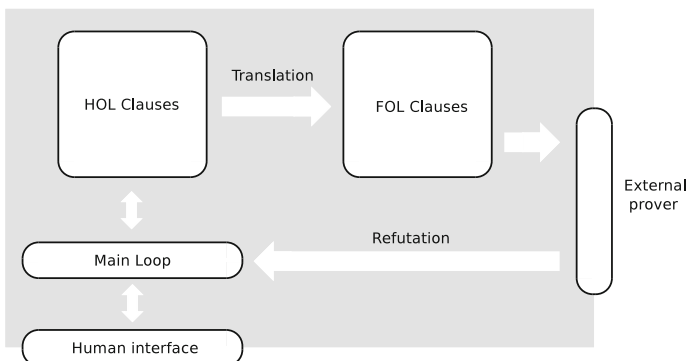 Translation
HOL Clauses
FOL Clauses
External
prover
Refutation
Main Loop
Human interface